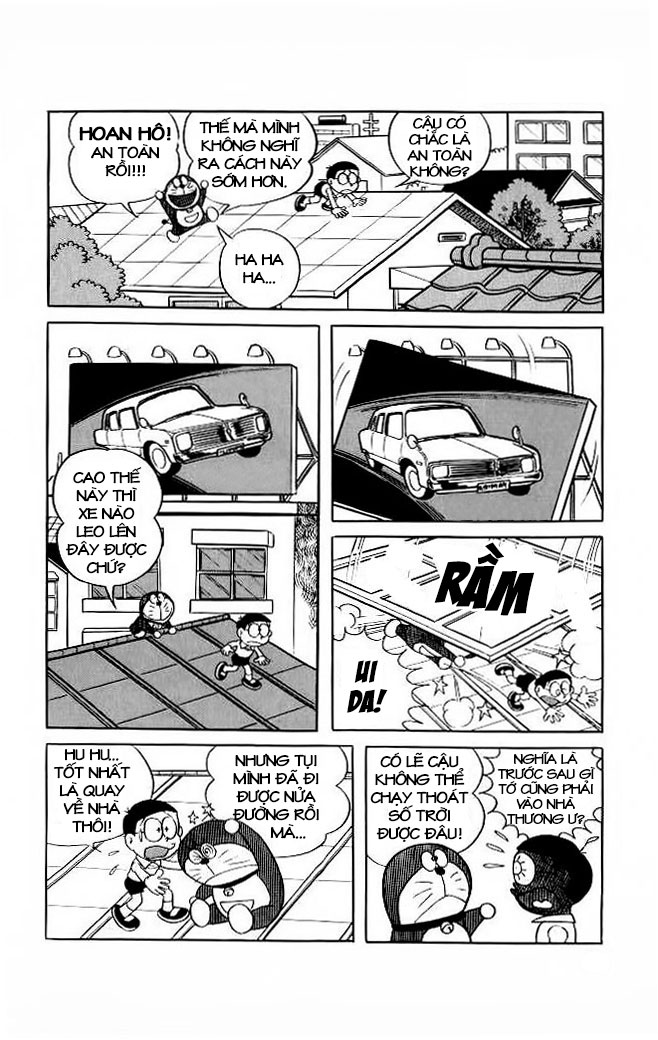 HOAN HÔ!
AN TOÀN
RỒI!!!
THẾ MÀ MÌNH
KHÔNG NGHĨ
RA CÁCH NÀY
SỚM HƠN.
HA HA
HA...
CẬU CÓ
CHẮC LÀ
AN TOÀN
KHÔNG?
CAO THẾ
NÀY THÌ
XE NÀO
LEO LÊN
ĐÂY ĐƯỢC
CHỨ?
RẦM
UI
DA!
HU HU...
TỐT NHẤT
LÀ QUAY
VỀ NHÀ
THÔI!
NHƯNG TỤI
MÌNH ĐÃ ĐI
ĐƯỢC NỬA
ĐƯỜNG RỒI
MÀ...
CÓ LẼ CẬU
KHÔNG THỂ
CHẠY THOÁT
SỐ TRỜI
ĐƯỢC ĐÂU!
NGHĨA LÀ
TRƯỚC SAU GÌ
TỚ CŨNG PHẢI
VÀO NHÀ
THƯƠNG Ư?